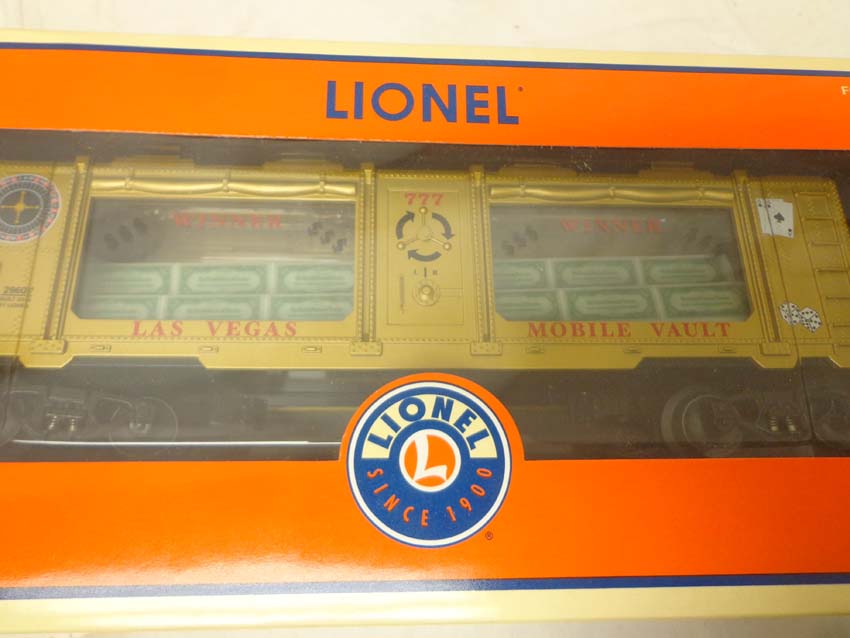 LIONEL
F
777
WINNER
$$$
$$$
WINNER
$$$
$$$
L R
LAS VEGAS
MOBILE VAULT
LIONEL
L
SINCE 1900
®